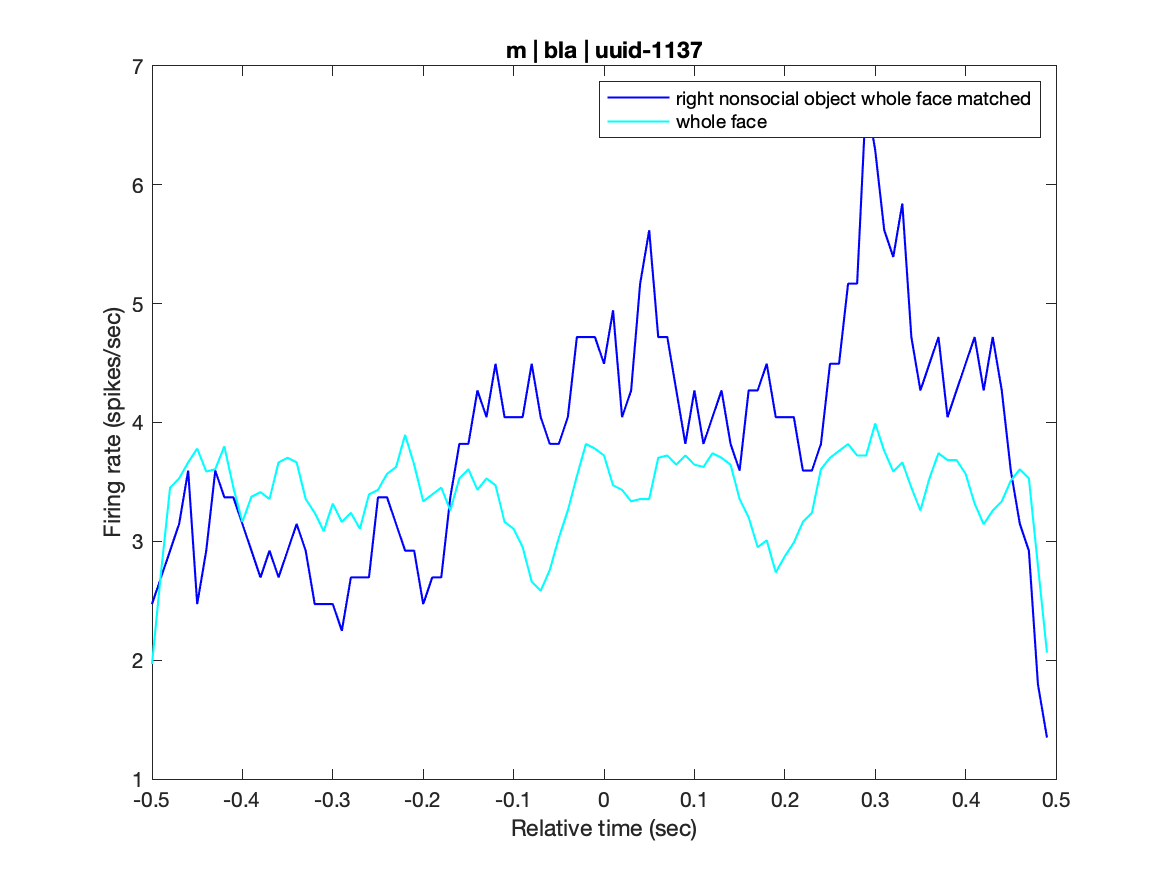 m | bla | uuid-1137
right nonsocial object whole face matched
whole face
Firing rate (spikes/sec)
7
6
5
4
3
2
1
-0.5 -0.4 -0.3 -0.2 -0.1 0 0.1 0.2 0.3 0.4 0.5
Relative time (sec)